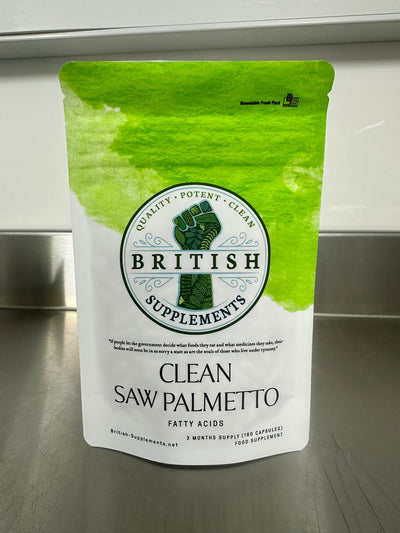 Resealable Fresh Pack
QUALITY • POTENT • CLEAN
BRITISH
SUPPLEMENTS
"If people let the government decide what foods they eat and what medicines they take, their
bodies will soon be in as sorry a state as are the souls of those who live under tyranny."
CLEAN
SAW PALMETTO
FATTY ACIDS
3 MONTHS SUPPLY (180 CAPSULES)
British-Supplements.net
FOOD SUPPLEMENT